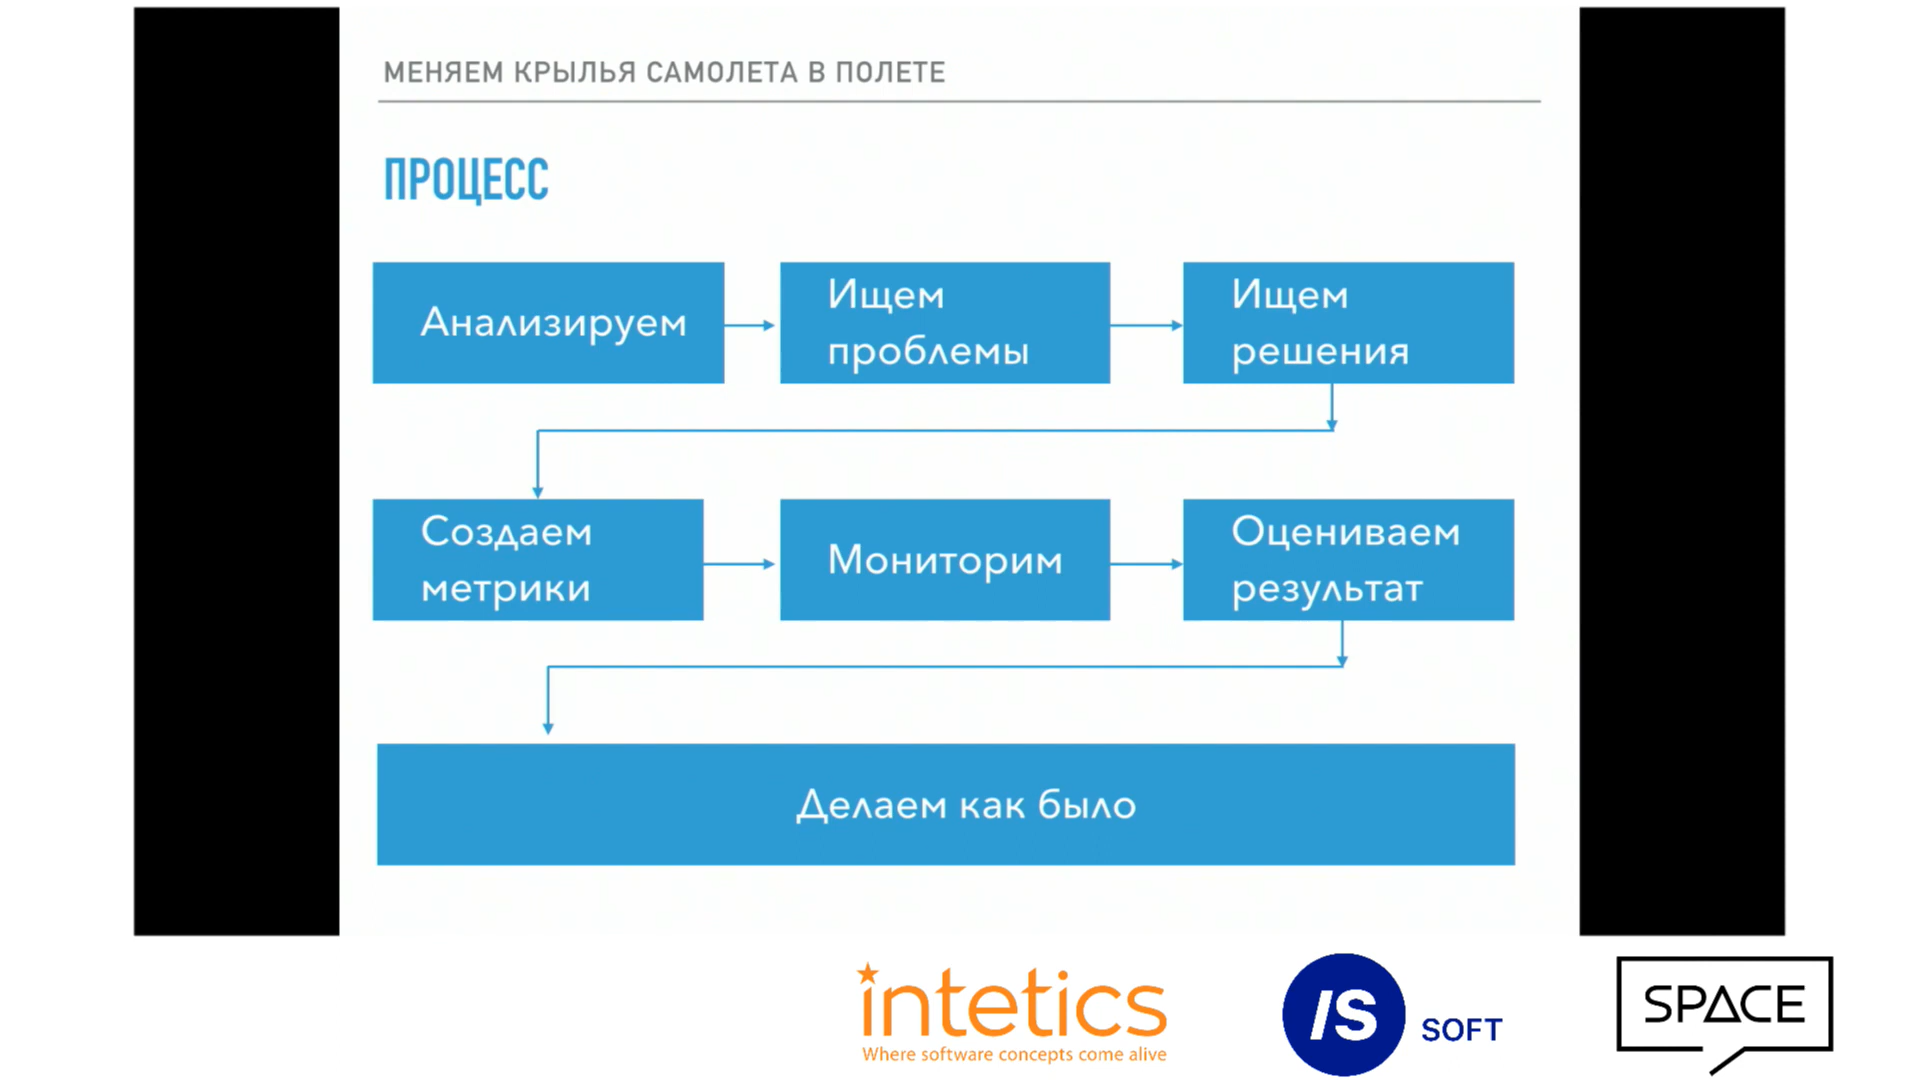 МЕНЯЕМ КРЫЛЬЯ САМОЛЕТА В ПОЛЕТЕ
ПРОЦЕСС
Анализируем
Ищем
проблемы
Ищем
решения
Создаем
метрики
Мониторим
Оцениваем
результат
Делаем как было
intetics
Where software concepts come alive
/S SOFT
SPACE